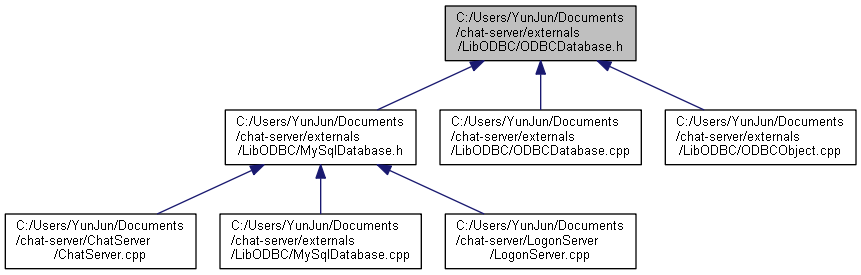 C:/Users/YunJun/Documents
/chat-server/externals
/LibODBC/ODBCDatabase.h
C:/Users/YunJun/Documents
/chat-server/externals
/LibODBC/MySqlDatabase.h
C:/Users/YunJun/Documents
/chat-server/externals
/LibODBC/ODBCDatabase.cpp
C:/Users/YunJun/Documents
/chat-server/externals
/LibODBC/ODBCObject.cpp
C:/Users/YunJun/Documents
/chat-server/ChatServer
/ChatServer.cpp
C:/Users/YunJun/Documents
/chat-server/externals
/LibODBC/MySqlDatabase.cpp
C:/Users/YunJun/Documents
/chat-server/LogonServer
/LogonServer.cpp